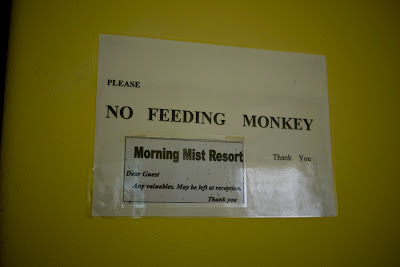 PLEASE
NO FEEDING MONKEY
Thank You
Morning Mist Resort
Dear Guest
Any valuables. May be left at reception.
Thank you